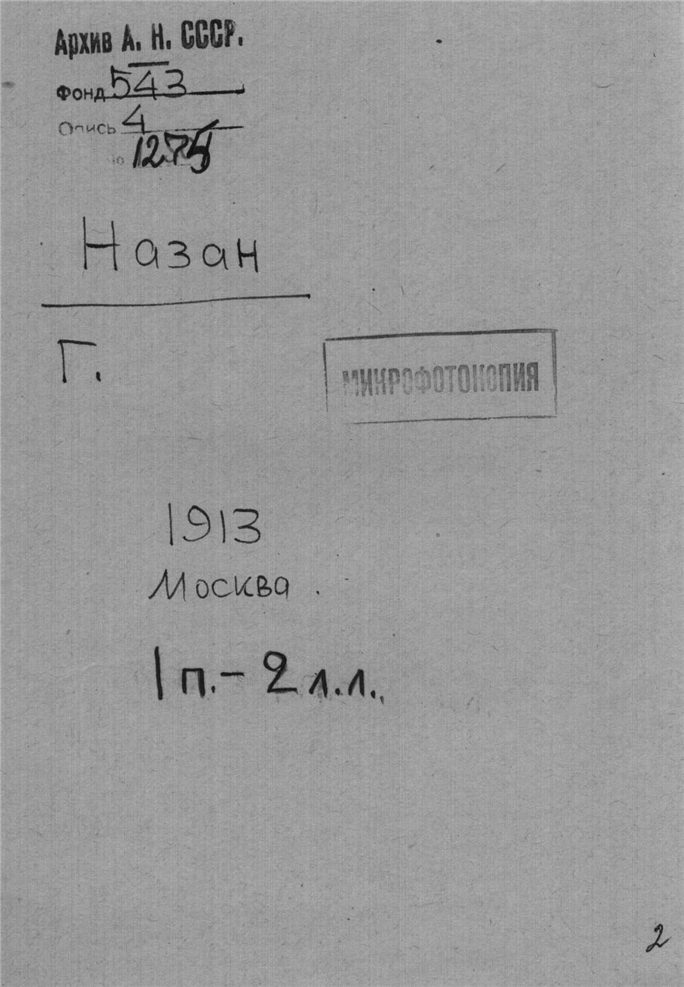 Архив А. Н. СССР.
Фонд 543
Опись 4
№ 1275
Назан
Г.
МИКРОФОТОКОПИЯ
1913
Москва.
1 п. – 2 л.л.
2